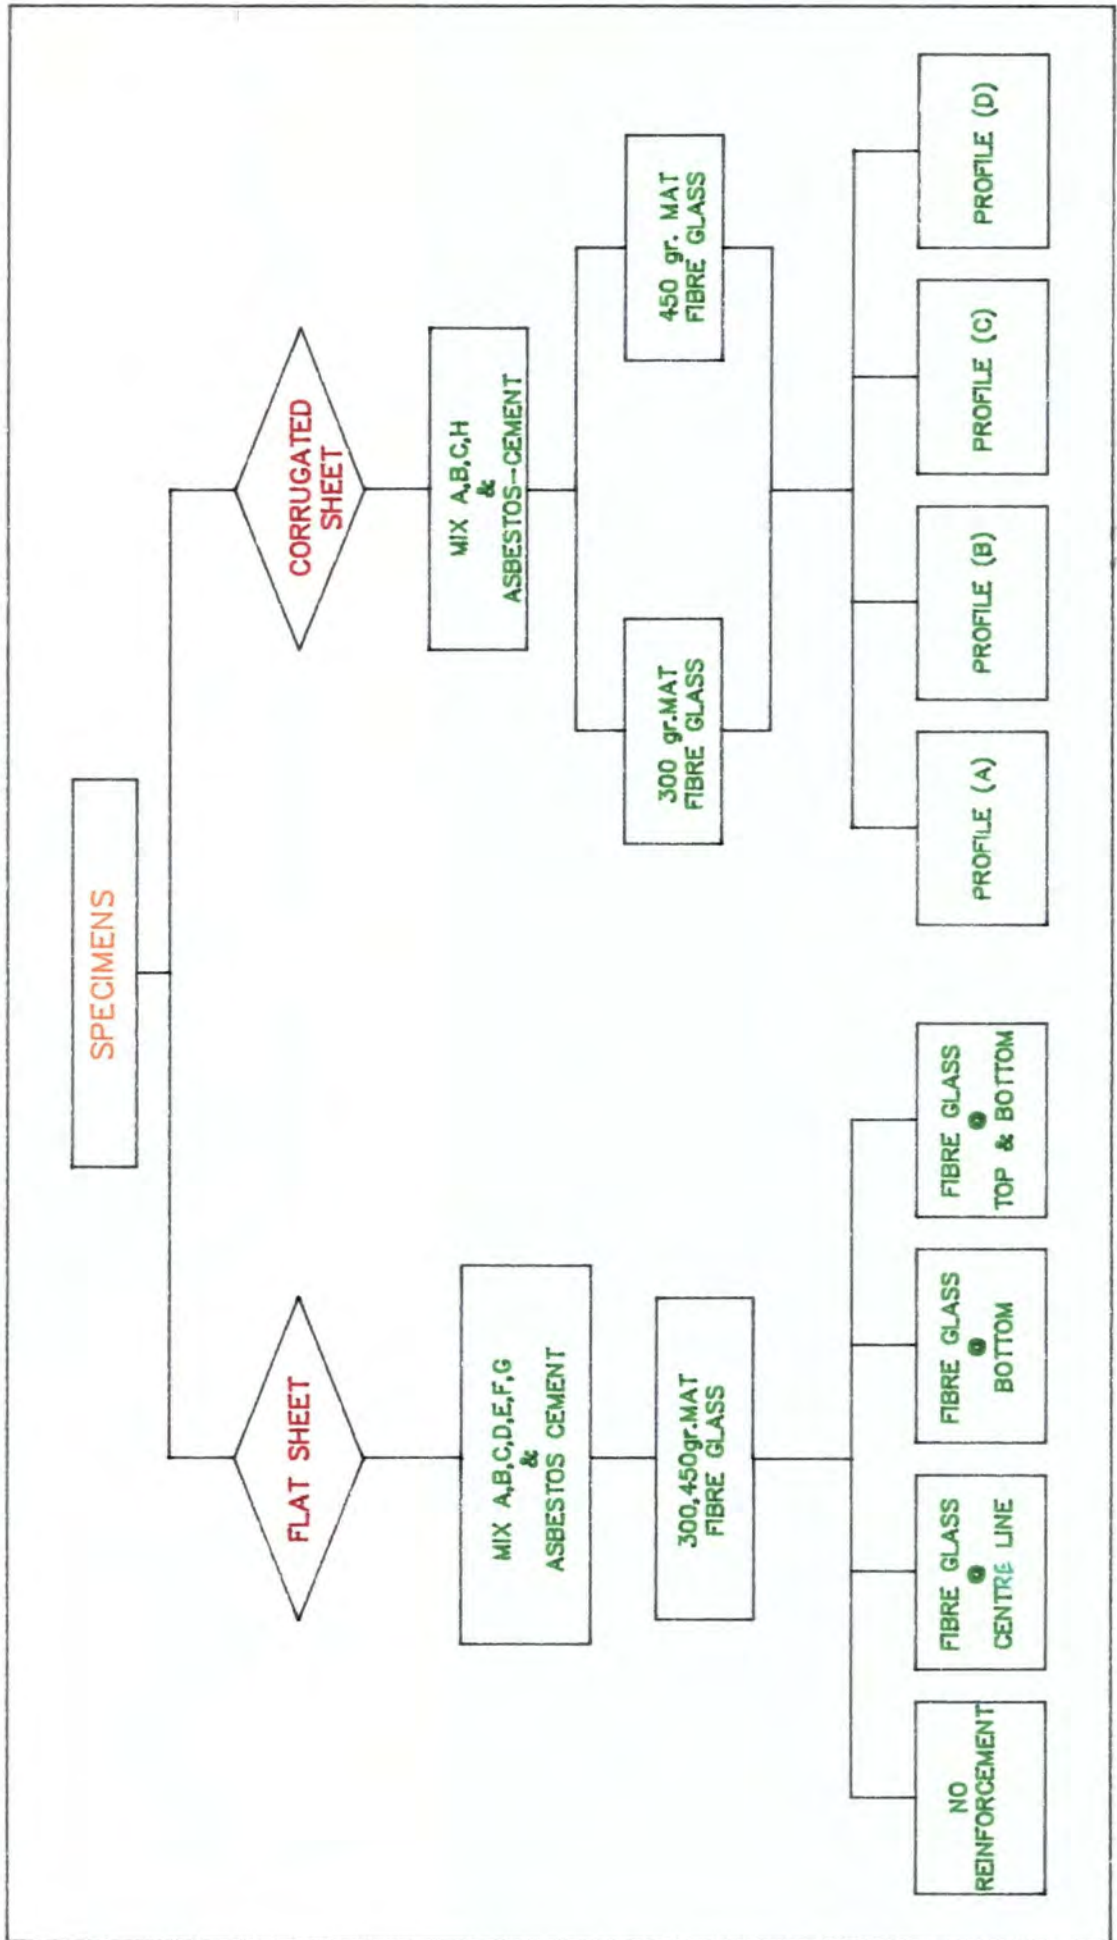 SPECIMENS
FLAT SHEET
MIX A,B,C,D,E,F,G
&
ASBESTOS CEMENT
300,450gr.MAT
FIBRE GLASS
NO
REINFORCEMENT
FIBRE GLASS
@
CENTRE LINE
FIBRE GLASS
@
BOTTOM
FIBRE GLASS
@
TOP & BOTTOM
CORRUGATED
SHEET
MIX A,B,C,H
&
ASBESTOS-CEMENT
300 gr.MAT
FIBRE GLASS
450 gr. MAT
FIBRE GLASS
PROFILE (A)
PROFILE (B)
PROFILE (C)
PROFILE (D)